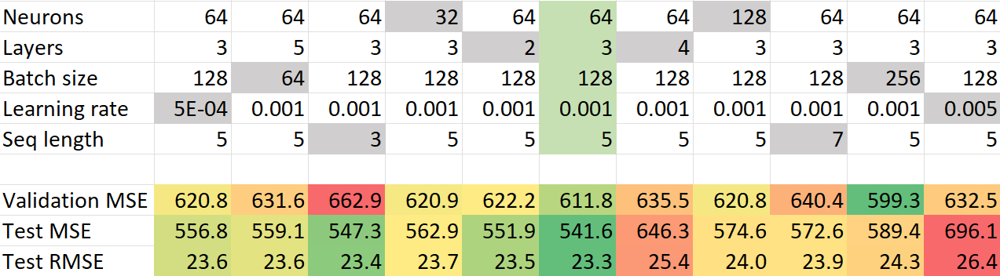 Neurons 64 64 64 32 64 64 64 128 64 64 64
Layers 3 5 3 3 2 3 4 3 3 3 3
Batch size 128 64 128 128 128 128 128 128 128 256 128
Learning rate 5E-04 0.001 0.001 0.001 0.001 0.001 0.001 0.001 0.001 0.001 0.005
Seq length 5 5 3 5 5 5 5 5 7 5 5
Validation MSE 620.8 631.6 662.9 620.9 622.2 611.8 635.5 620.8 640.4 599.3 632.5
Test MSE 556.8 559.1 547.3 562.9 551.9 541.6 646.3 574.6 572.6 589.4 696.1
Test RMSE 23.6 23.6 23.4 23.7 23.5 23.3 25.4 24.0 23.9 24.3 26.4